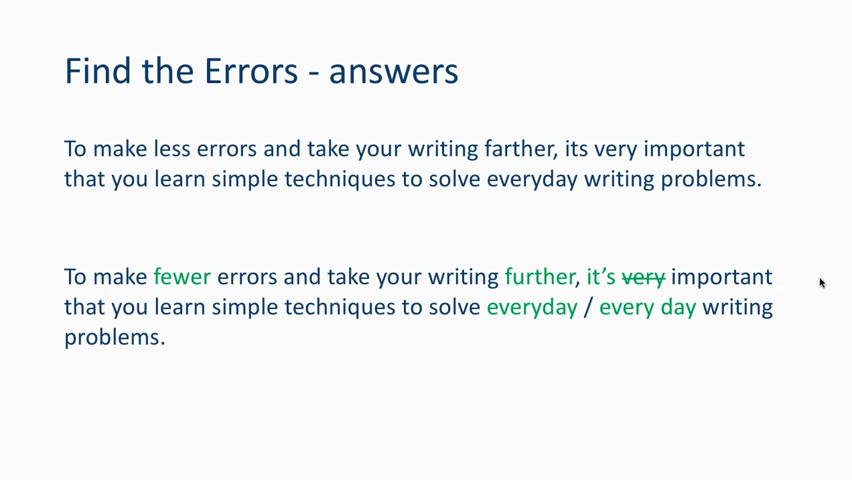 Find the Errors - answers
To make less errors and take your writing farther, its very important
that you learn simple techniques to solve everyday writing problems.
To make fewer errors and take your writing further, it’s very important
that you learn simple techniques to solve everyday / every day writing
problems.